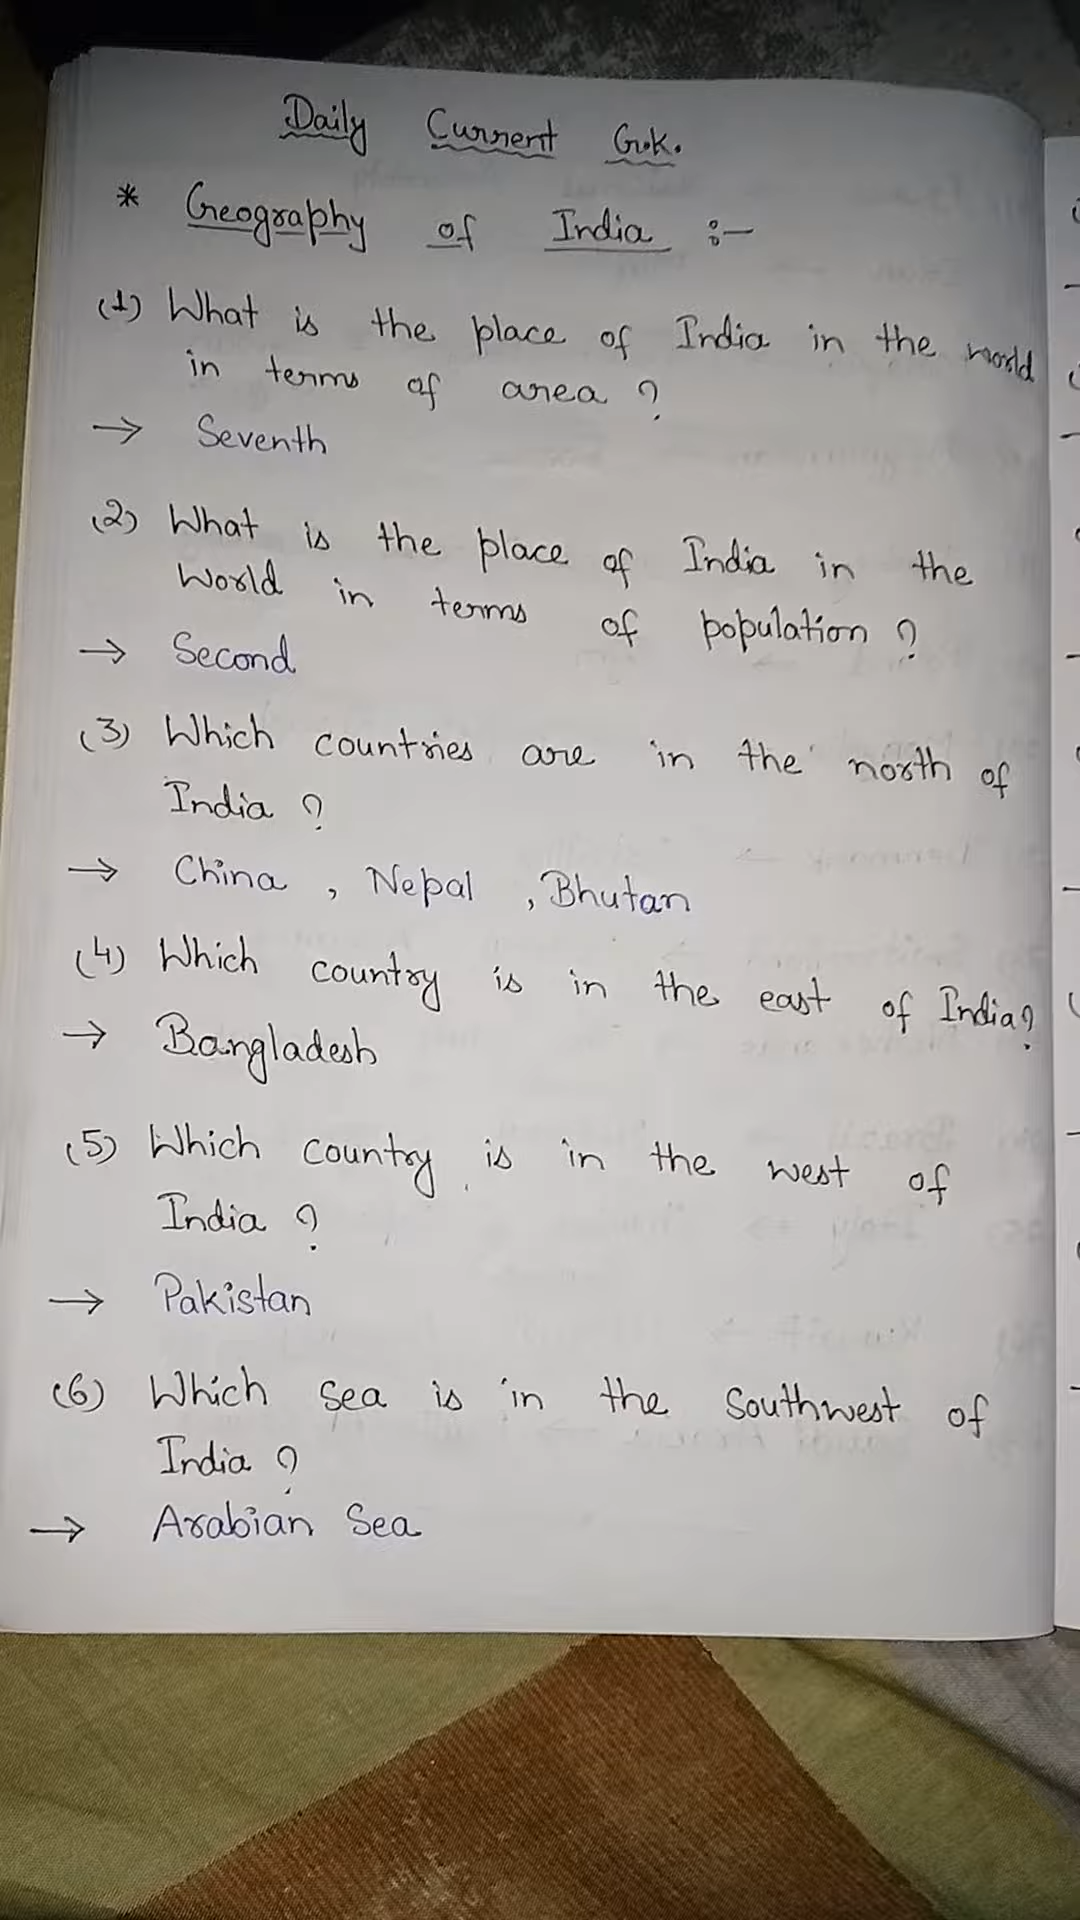 Daily Current G.K.
* Geography of India :-
(1) What is the place of India in the world
in terms of area ?
→ Seventh
(2) What is the place of India in the
World in terms of population ?
→ Second
(3) Which countries are in the north of
India ?
→ China , Nepal , Bhutan
(4) Which country is in the east of India?
→ Bangladesh
(5) Which country is in the west of
India ?
→ Pakistan
(6) Which Sea is in the Southwest of
India ?
→ Arabian Sea